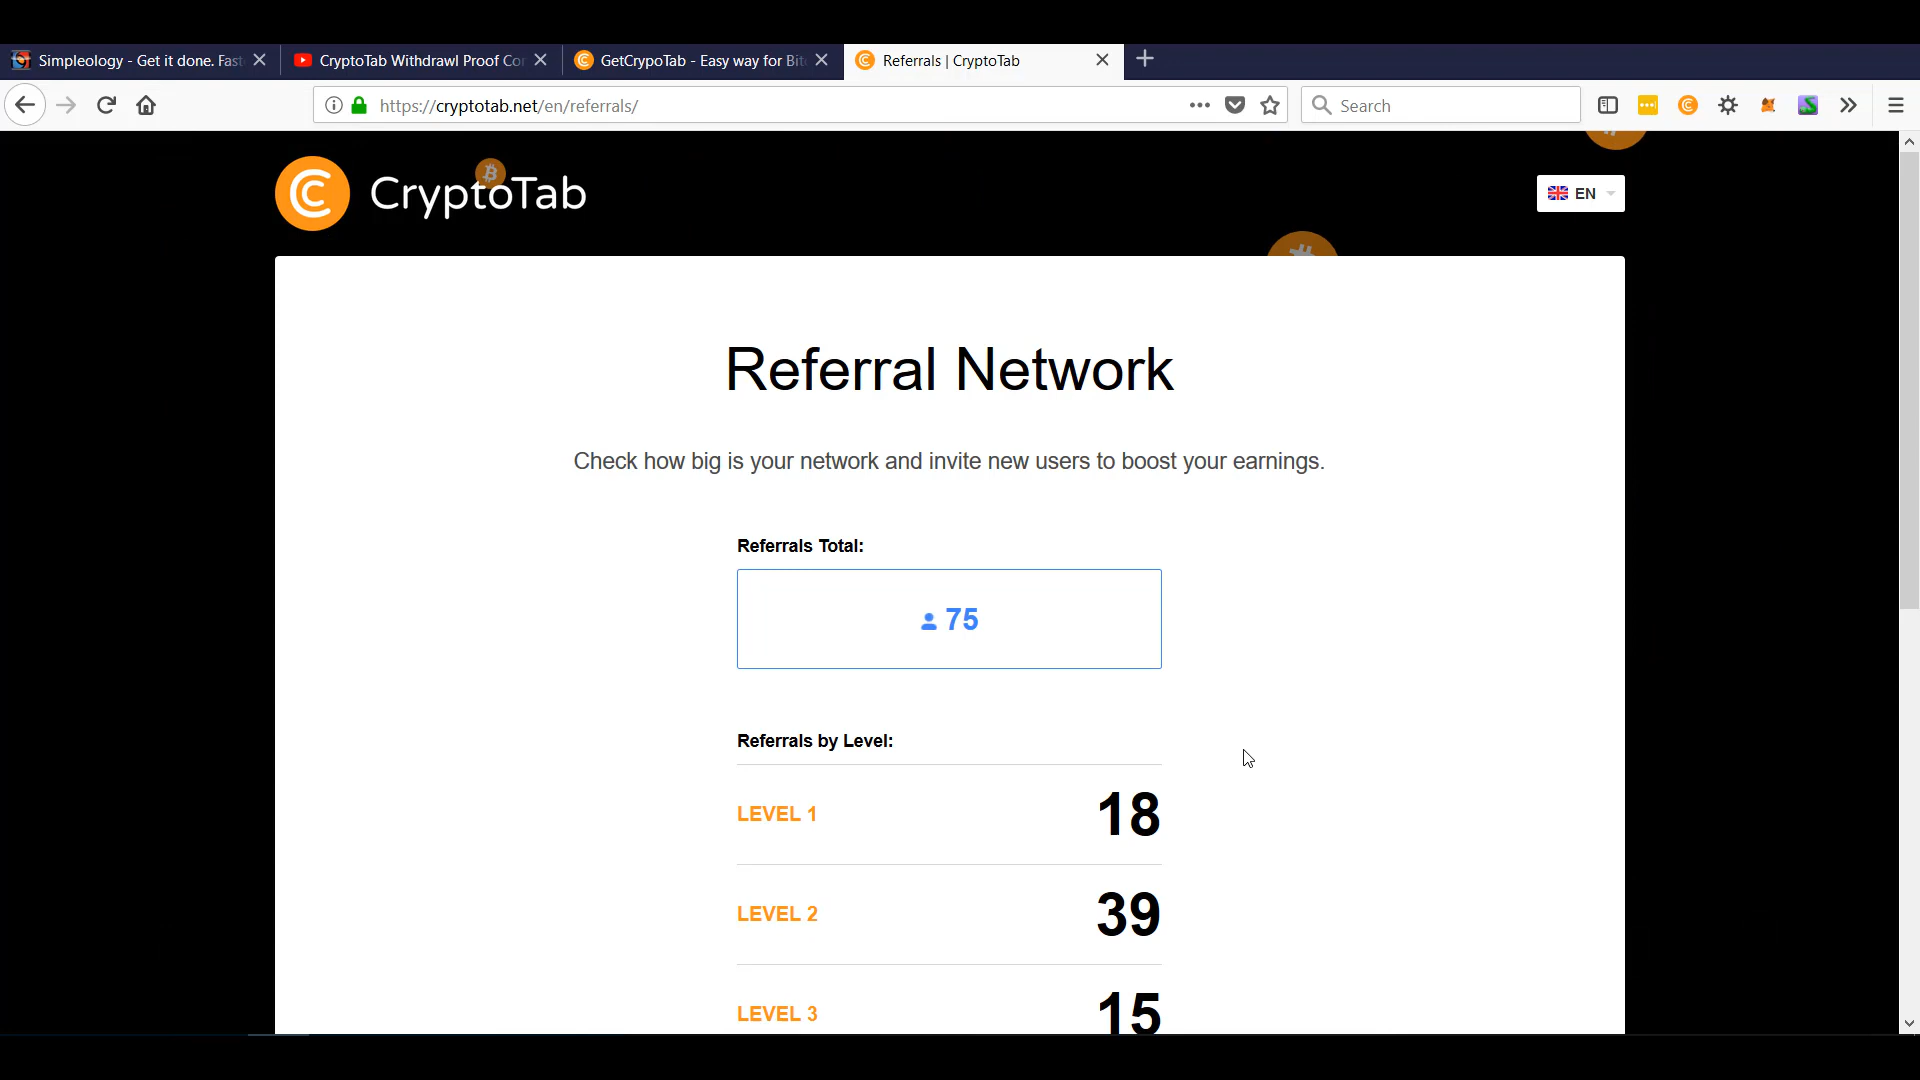 Simpleology - Get it done. Fast
CryptoTab Withdrawl Proof Con
GetCrypoTab - Easy way for Bit
Referrals | CryptoTab
https://cryptotab.net/en/referrals/
Search
CryptoTab
EN
Referral Network
Check how big is your network and invite new users to boost your earnings.
Referrals Total:
75
Referrals by Level:
LEVEL 1
18
LEVEL 2
39
LEVEL 3
15